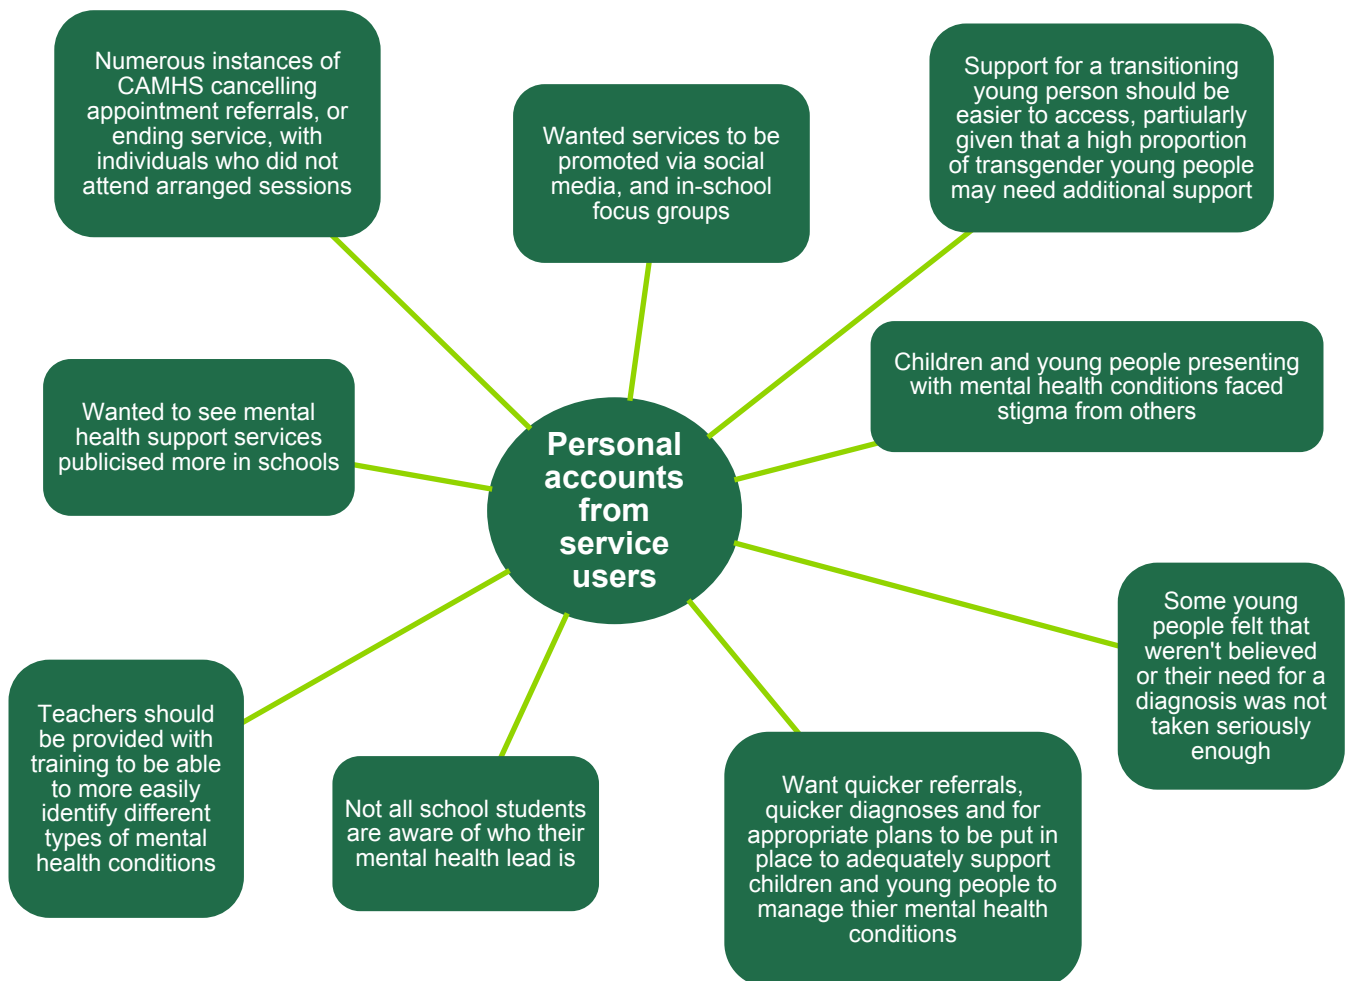 Numerous instances of
CAMHS cancelling
appointment referrals, or
ending service, with
individuals who did not
attend arranged sessions
Wanted services to be
promoted via social
media, and in-school
focus groups
Support for a transitioning
young person should be
easier to access, partiularly
given that a high proportion
of transgender young people
may need additional support
Children and young people presenting
with mental health conditions faced
stigma from others
Wanted to see mental
health support services
publicised more in schools
Personal
accounts
from
service
users
Some young
people felt that
weren't believed
or their need for a
diagnosis was not
taken seriously
enough
Teachers should
be provided with
training to be able
to more easily
identify different
types of mental
health conditions
Not all school students
are aware of who their
mental health lead is
Want quicker referrals,
quicker diagnoses and for
appropriate plans to be put in
place to adequately support
children and young people to
manage thier mental health
conditions